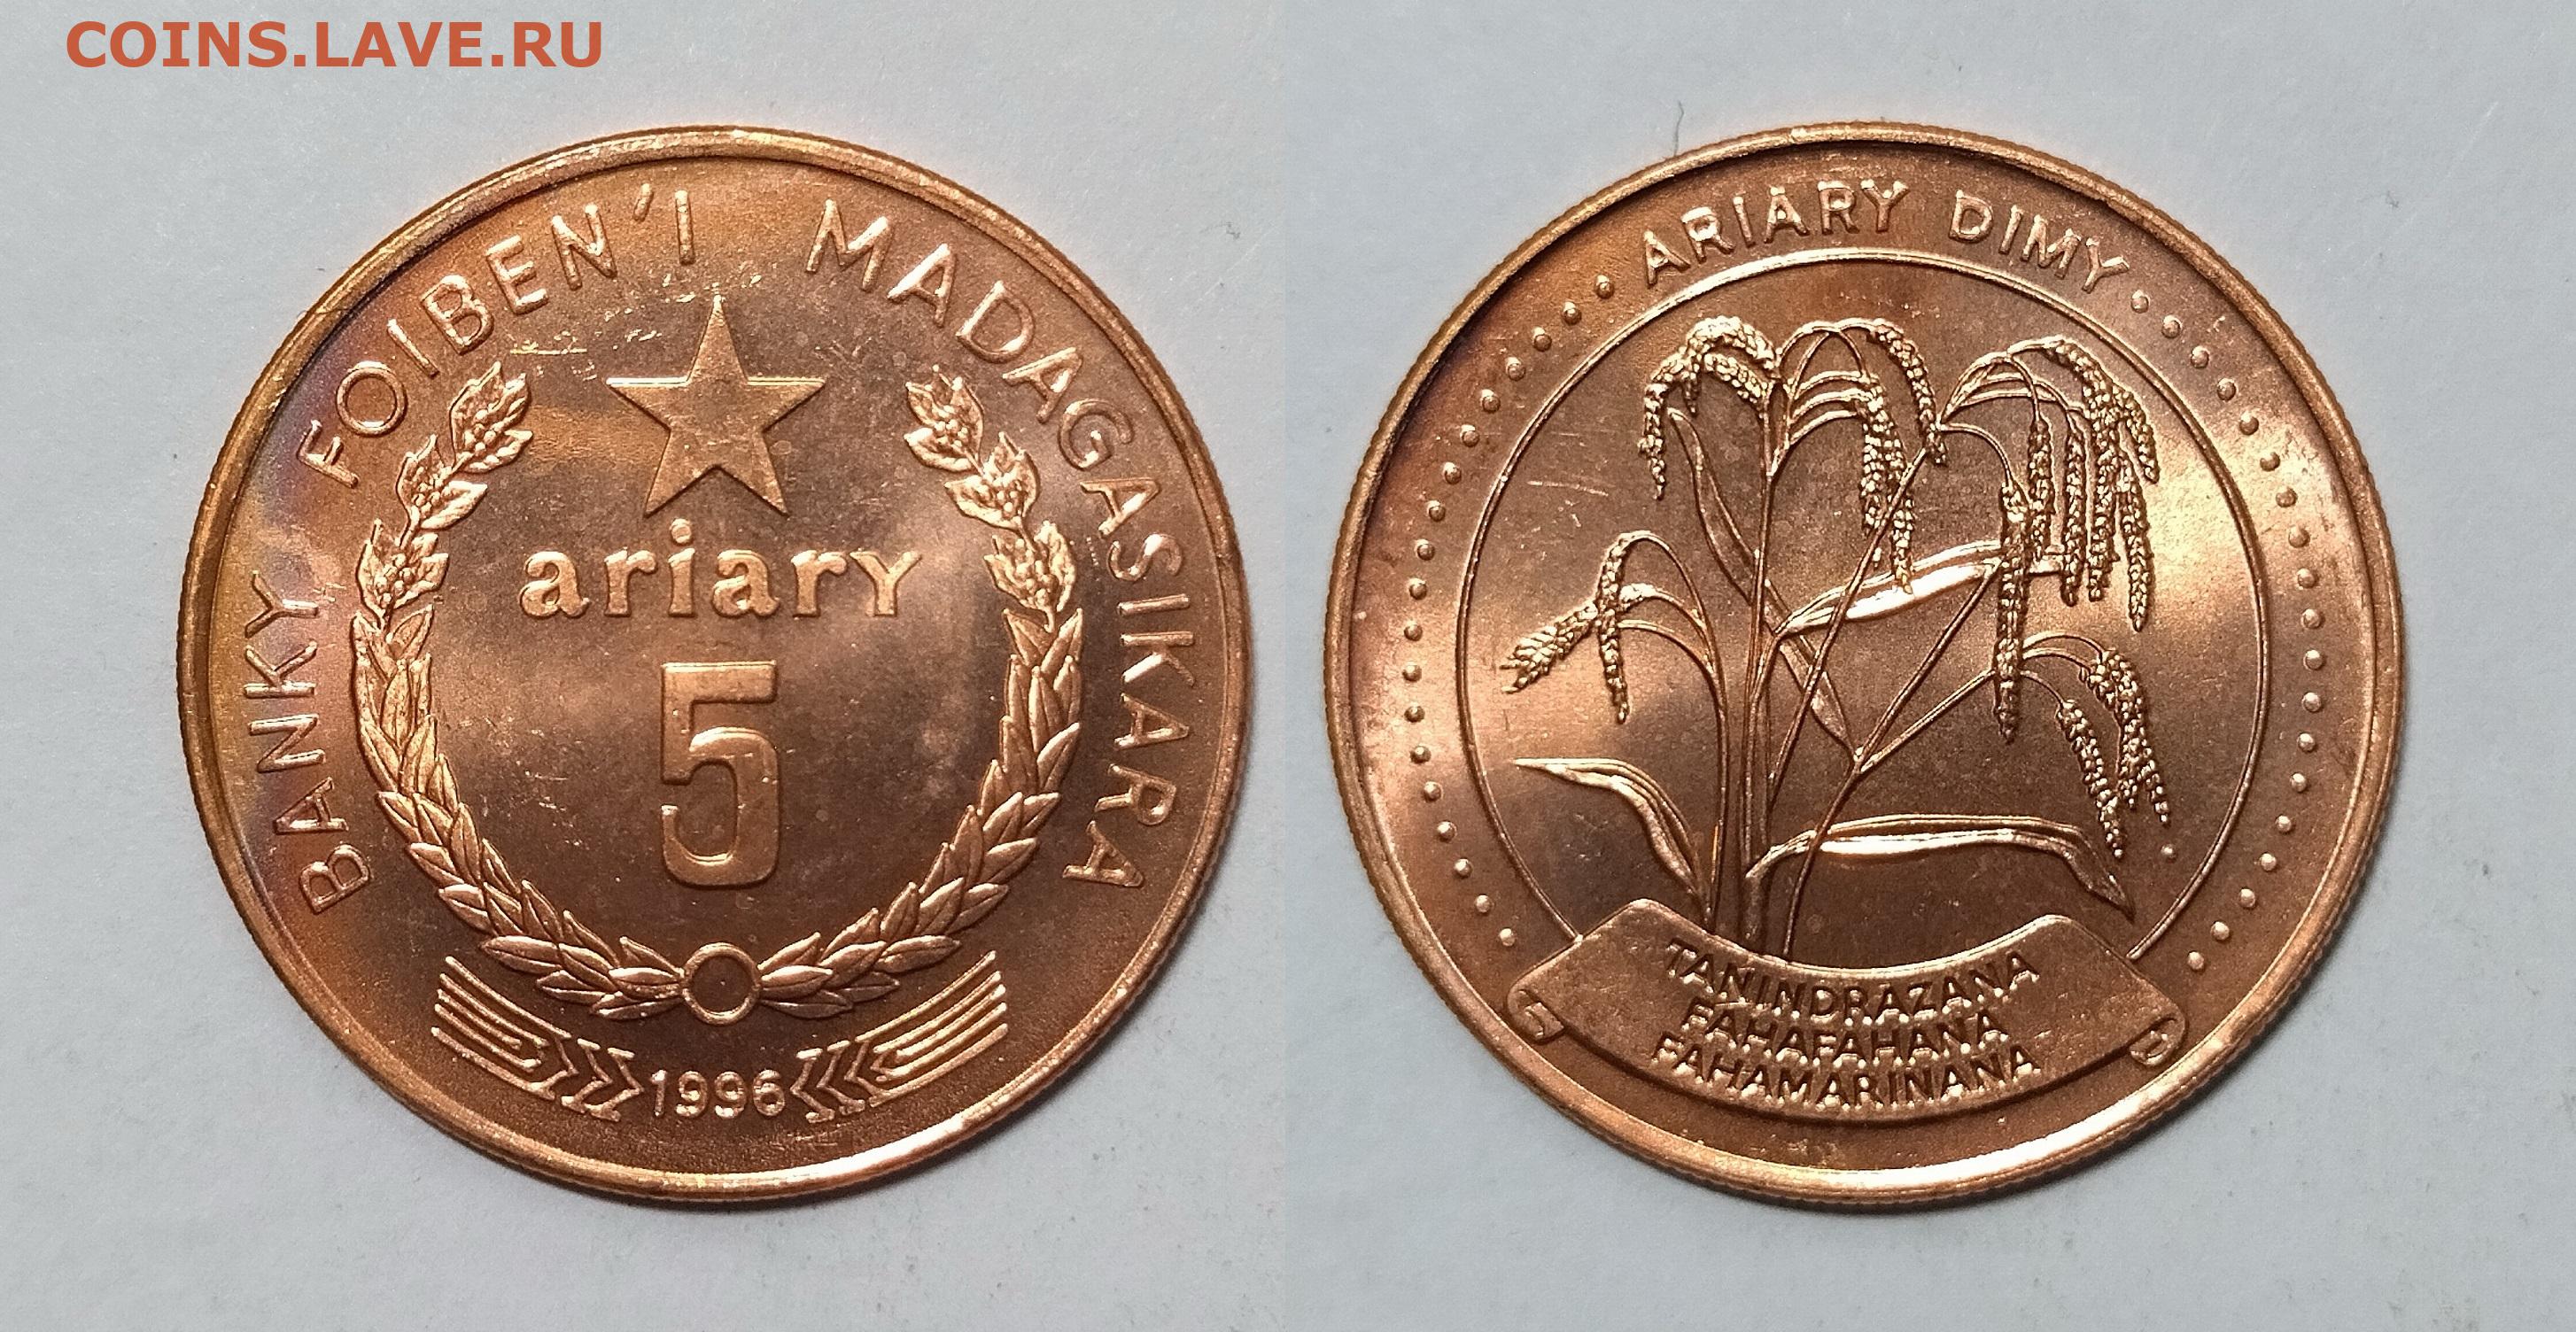 COINS.LAVE.RU
BANKY FOIBEN'I MADAGASIKARA
ariary
5
1996
ARIARY DIMY
TANINDRAZANA
FAHAFAHANA
FAHAMARINANA